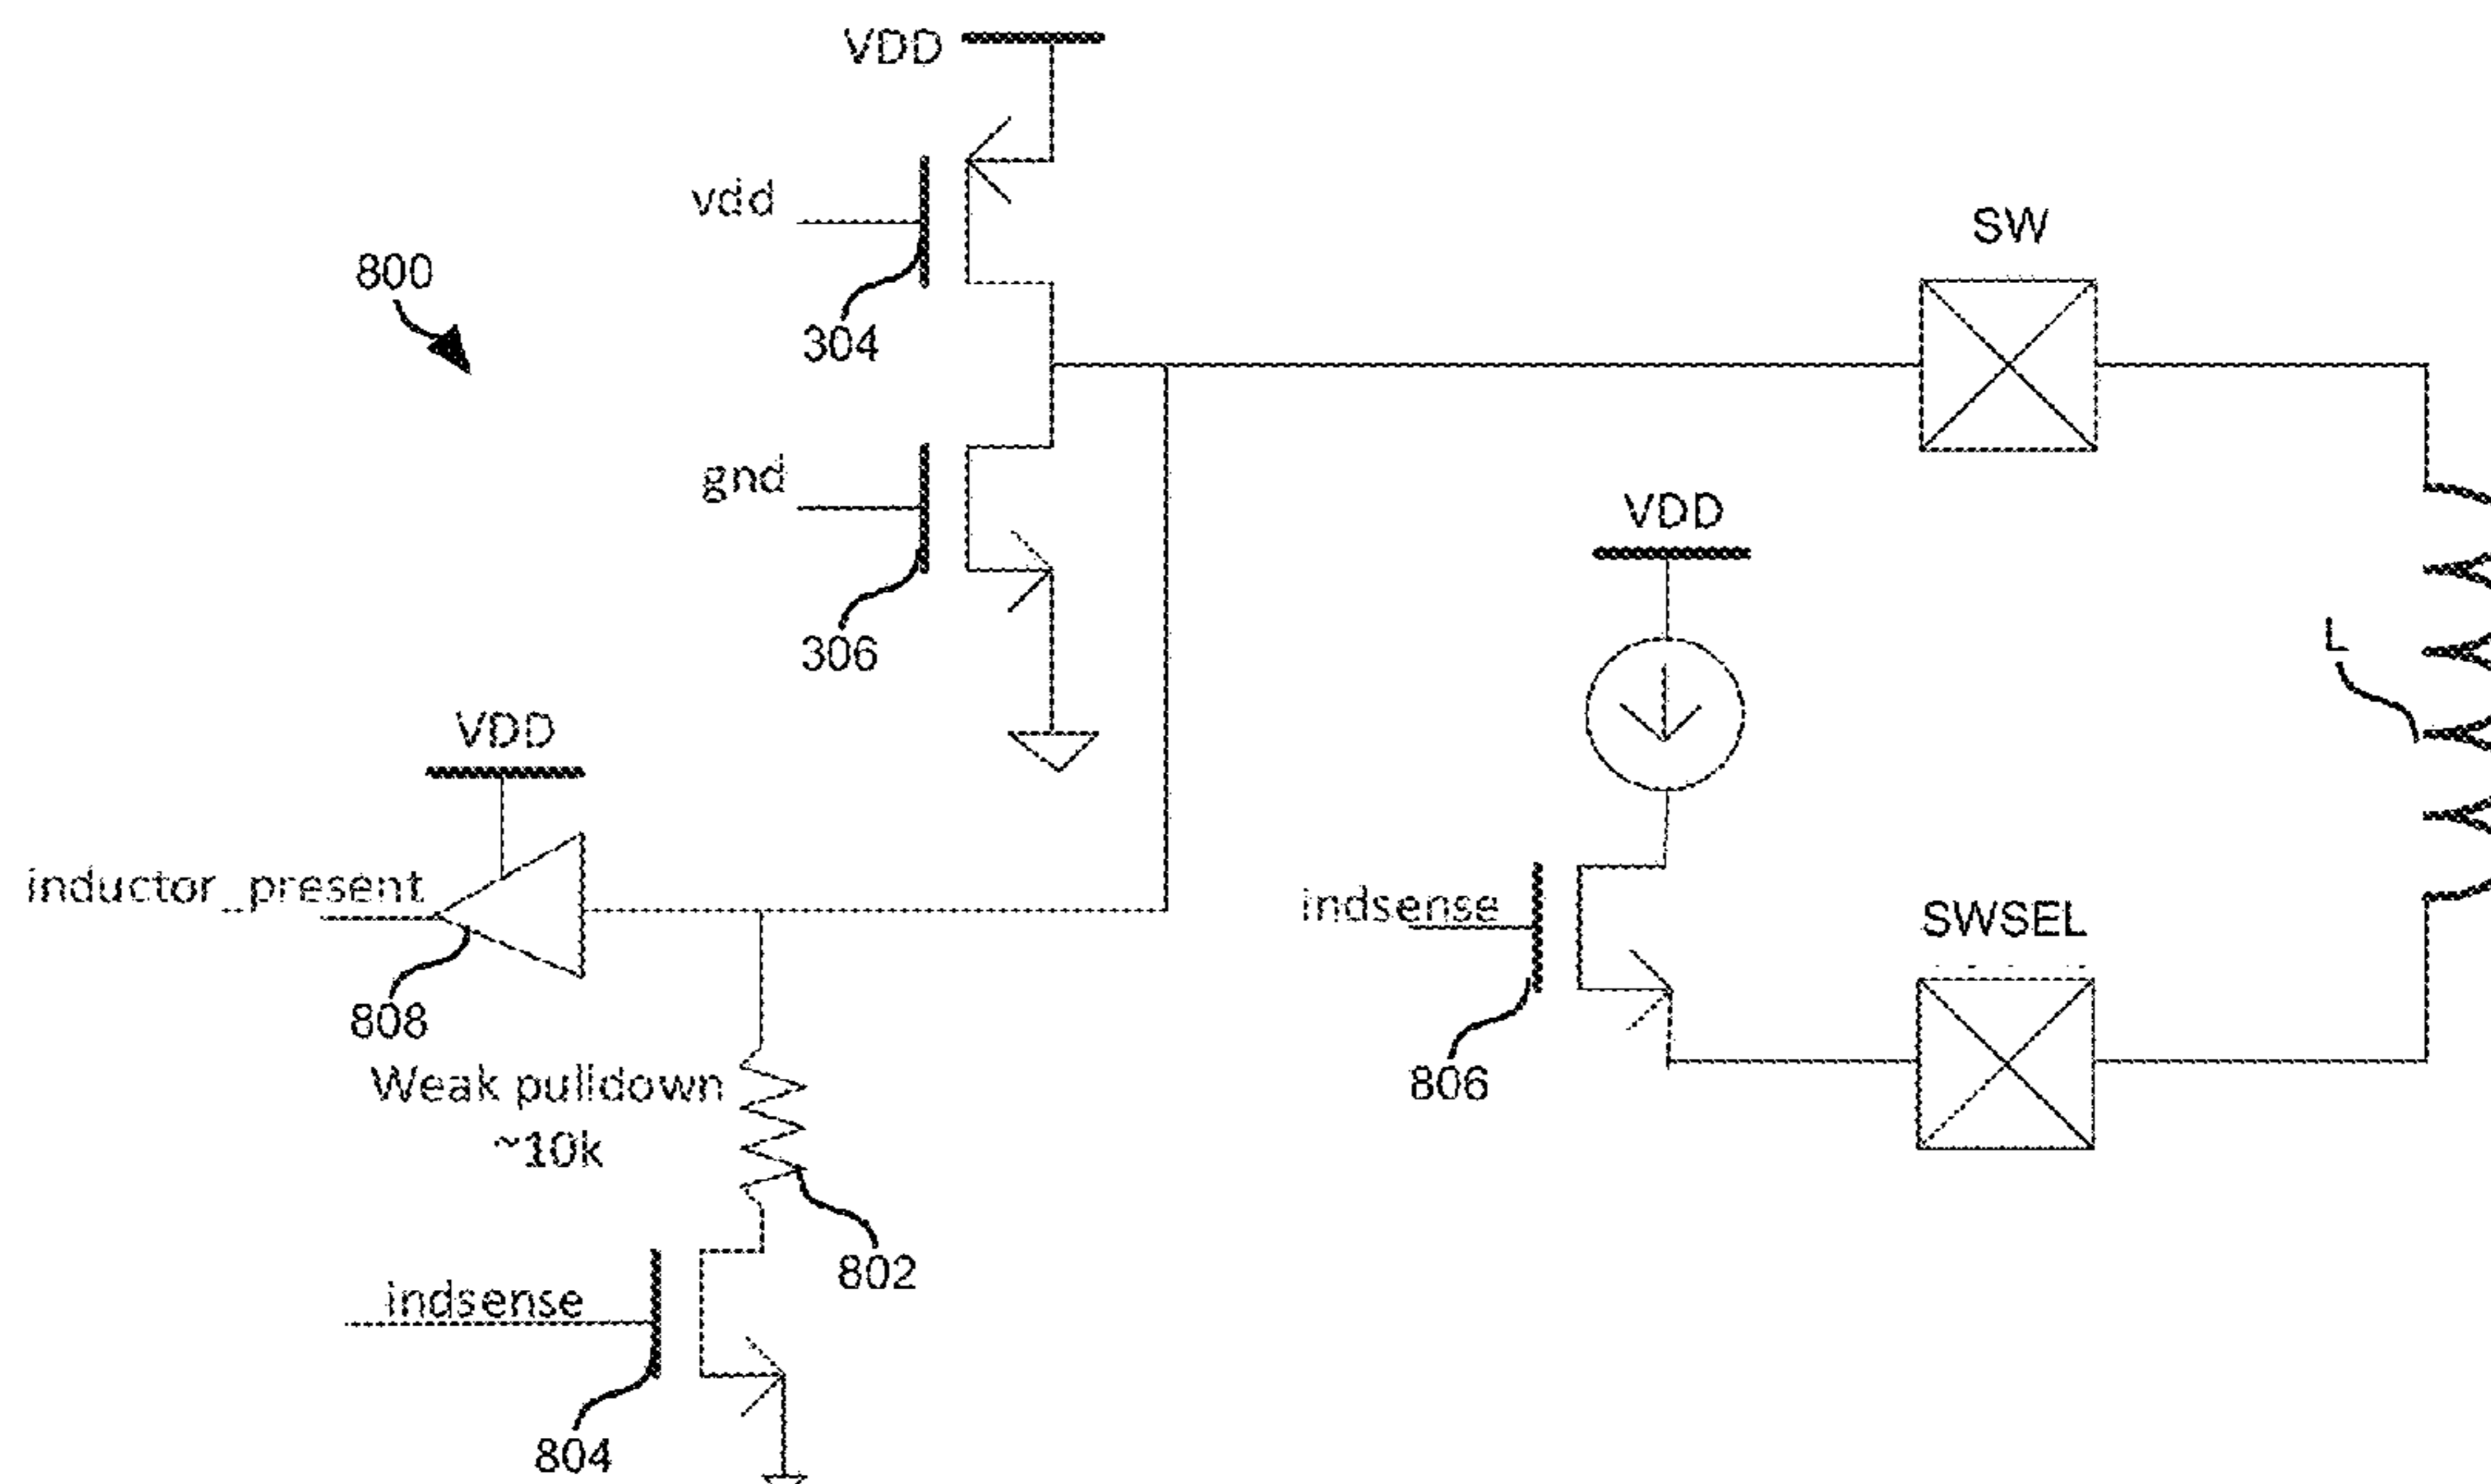 VDD
vdd
SW
800
304
gnd
VDD
306
L
VDD
inductor_present
indsense
SWSEL
808
Weak pulldown
~10k
806
802
indsense
804